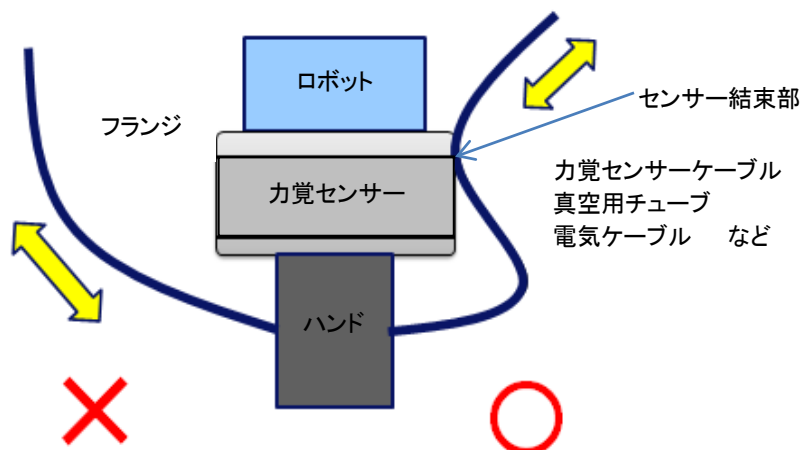 ロボット
センサー結束部
フランジ
力覚センサー
力覚センサーケーブル
真空用チューブ
電気ケーブル　など
ハンド